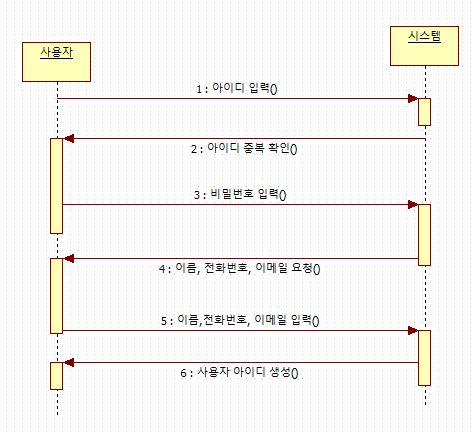 시스템
사용자
1 : 아이디 입력()
2 : 아이디 중복 확인()
3 : 비밀번호 입력()
4 : 이름, 전화번호, 이메일 요청()
5 : 이름,전화번호, 이메일 입력()
6 : 사용자 아이디 생성()